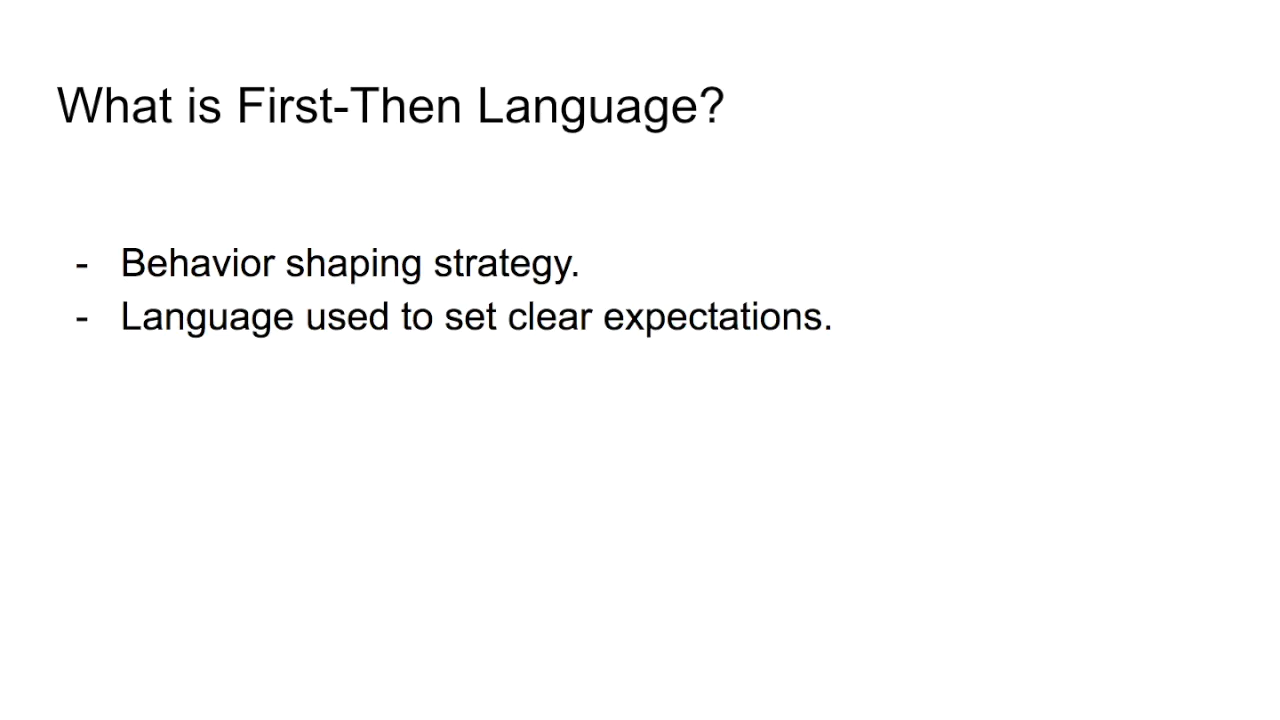 What is First-Then Language?
- Behavior shaping strategy.
- Language used to set clear expectations.